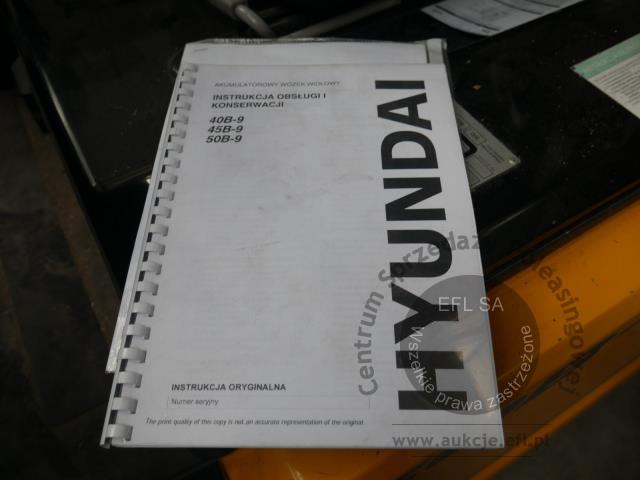 AKUMULATOROWY WÓZEK WIDŁOWY
INSTRUKCJA OBSŁUGI I
KONSERWACJI
40B-9
45B-9
50B-9
HYUNDAI
INSTRUKCJA ORYGINALNA
Numer seryjny
The print quality of this copy is not an accurate representation of the original.
Centrum Sprzedaży Poleasingowej
EFL SA
Wszelkie prawa zastrzeżone
www.aukcje.efl.pl